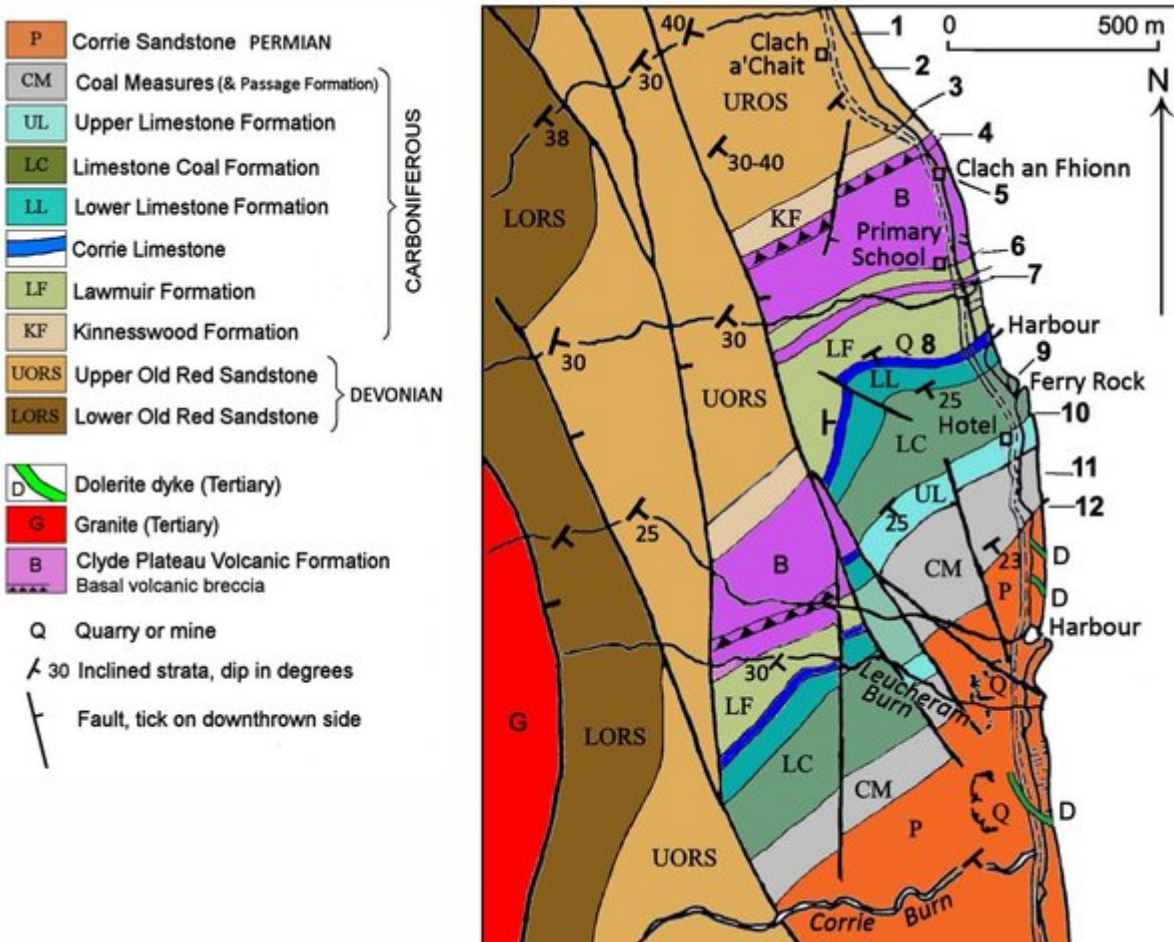 P Corrie Sandstone PERMIAN
CM Coal Measures (& Passage Formation)
UL Upper Limestone Formation
LC Limestone Coal Formation
LL Lower Limestone Formation
Corrie Limestone
LF Lawmuir Formation
KF Kinnesswood Formation
CARBONIFEROUS
UORS Upper Old Red Sandstone
LORS Lower Old Red Sandstone
DEVONIAN
D Dolerite dyke (Tertiary)
G Granite (Tertiary)
B Clyde Plateau Volcanic Formation
Basal volcanic breccia
Q Quarry or mine
30 Inclined strata, dip in degrees
Fault, tick on downthrown side
0 500 m
N
40
1
Clach
a'Chait
2
30
UROS
3
38
4
30-40
Clach an Fhionn
5
B
LORS
KF
Primary
School
6
7
Harbour
30
30
LF
Q 8
9
LL
Ferry Rock
UORS
25
10
Hotel
LC
11
UL
12
25
25
CM
23
D
B
P
D
Harbour
30
Q
Leucheram
Burn
LF
G
LORS
LC
CM
Q
D
P
UORS
Corrie Burn